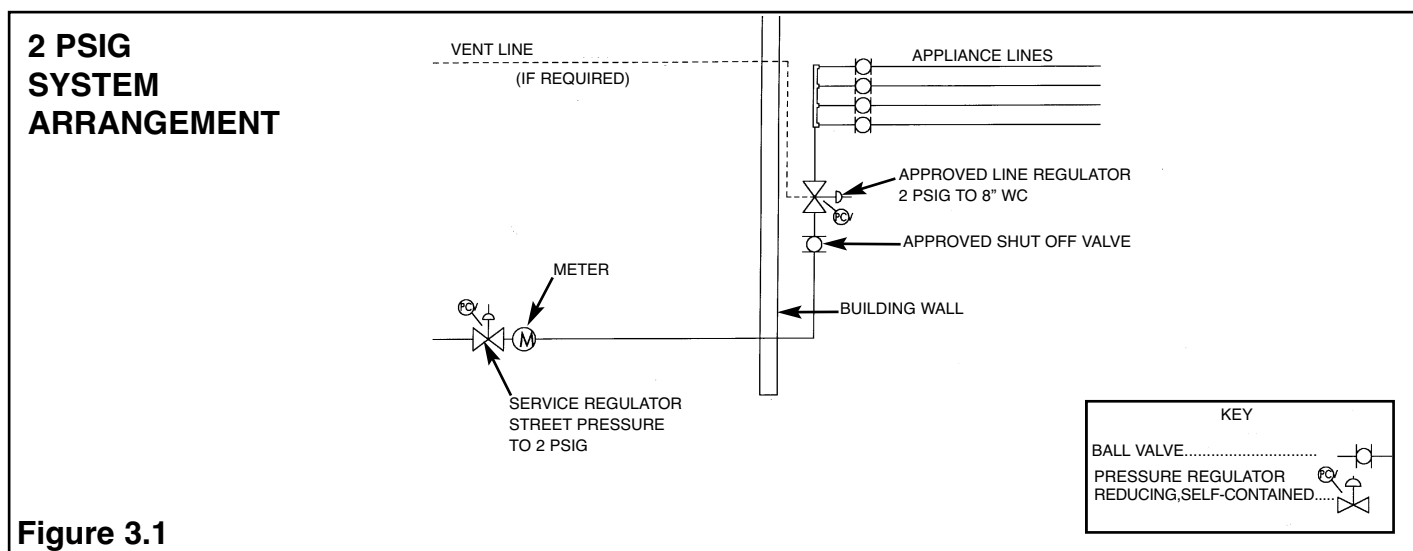 2 PSIG
SYSTEM
ARRANGEMENT
VENT LINE
(IF REQUIRED)
APPLIANCE LINES
APPROVED LINE REGULATOR
2 PSIG TO 8” WC
PCV
APPROVED SHUT OFF VALVE
METER
BUILDING WALL
PCV
M
SERVICE REGULATOR
STREET PRESSURE
TO 2 PSIG
KEY
BALL VALVE..............................
PRESSURE REGULATOR
PCV
REDUCING,SELF-CONTAINED.....
Figure 3.1